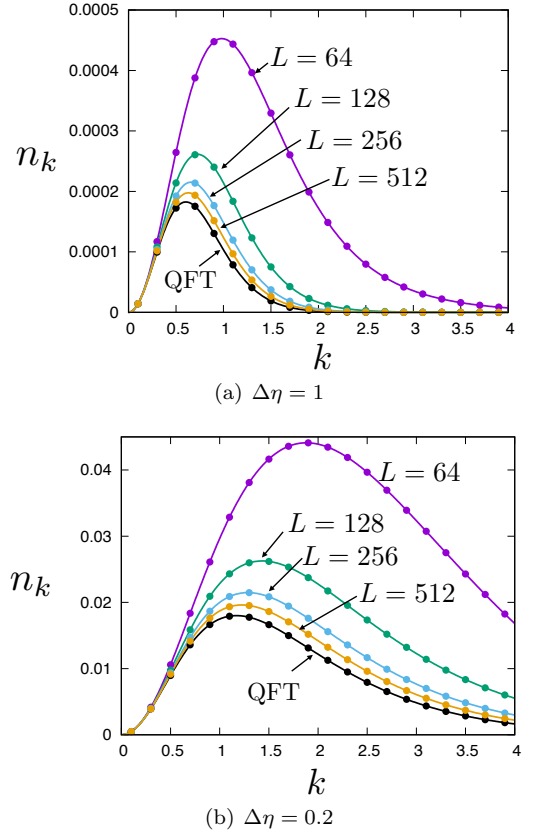 0.0005
0.0004
0.0003
0.0002
0.0001
0
n_k
L = 64
L = 128
L = 256
L = 512
QFT
0 0.5 1 1.5 2 2.5 3 3.5 4
k
(a) Δη = 1
0.04
0.03
0.02
0.01
0
n_k
L = 64
L = 128
L = 256
L = 512
QFT
0 0.5 1 1.5 2 2.5 3 3.5 4
k
(b) Δη = 0.2